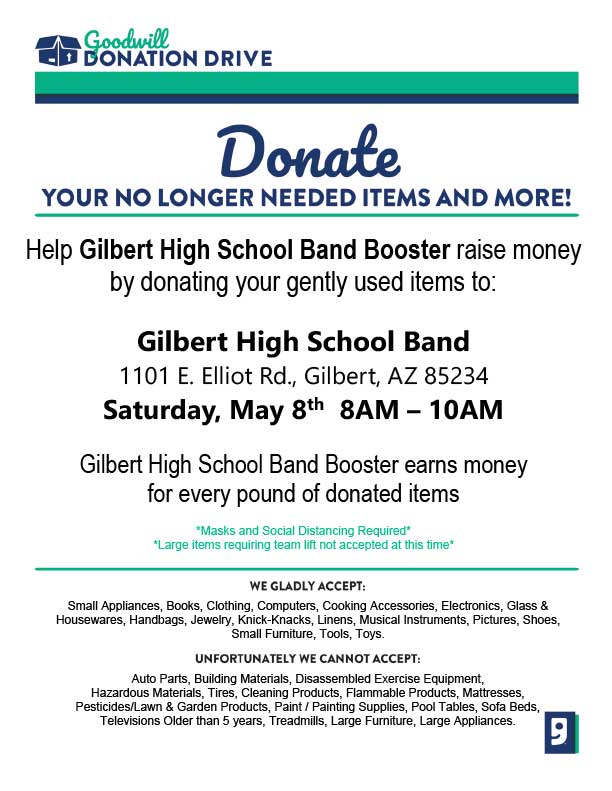 Goodwill
DONATION DRIVE
Donate
YOUR NO LONGER NEEDED ITEMS AND MORE!
Help Gilbert High School Band Booster raise money
by donating your gently used items to:
Gilbert High School Band
1101 E. Elliot Rd., Gilbert, AZ 85234
Saturday, May 8th 8AM – 10AM
Gilbert High School Band Booster earns money
for every pound of donated items
*Masks and Social Distancing Required*
*Large items requiring team lift not accepted at this time*
WE GLADLY ACCEPT:
Small Appliances, Books, Clothing, Computers, Cooking Accessories, Electronics, Glass &
Housewares, Handbags, Jewelry, Knick-Knacks, Linens, Musical Instruments, Pictures, Shoes,
Small Furniture, Tools, Toys.
UNFORTUNATELY WE CANNOT ACCEPT:
Auto Parts, Building Materials, Disassembled Exercise Equipment,
Hazardous Materials, Tires, Cleaning Products, Flammable Products, Mattresses,
Pesticides/Lawn & Garden Products, Paint / Painting Supplies, Pool Tables, Sofa Beds,
Televisions Older than 5 years, Treadmills, Large Furniture, Large Appliances.
g